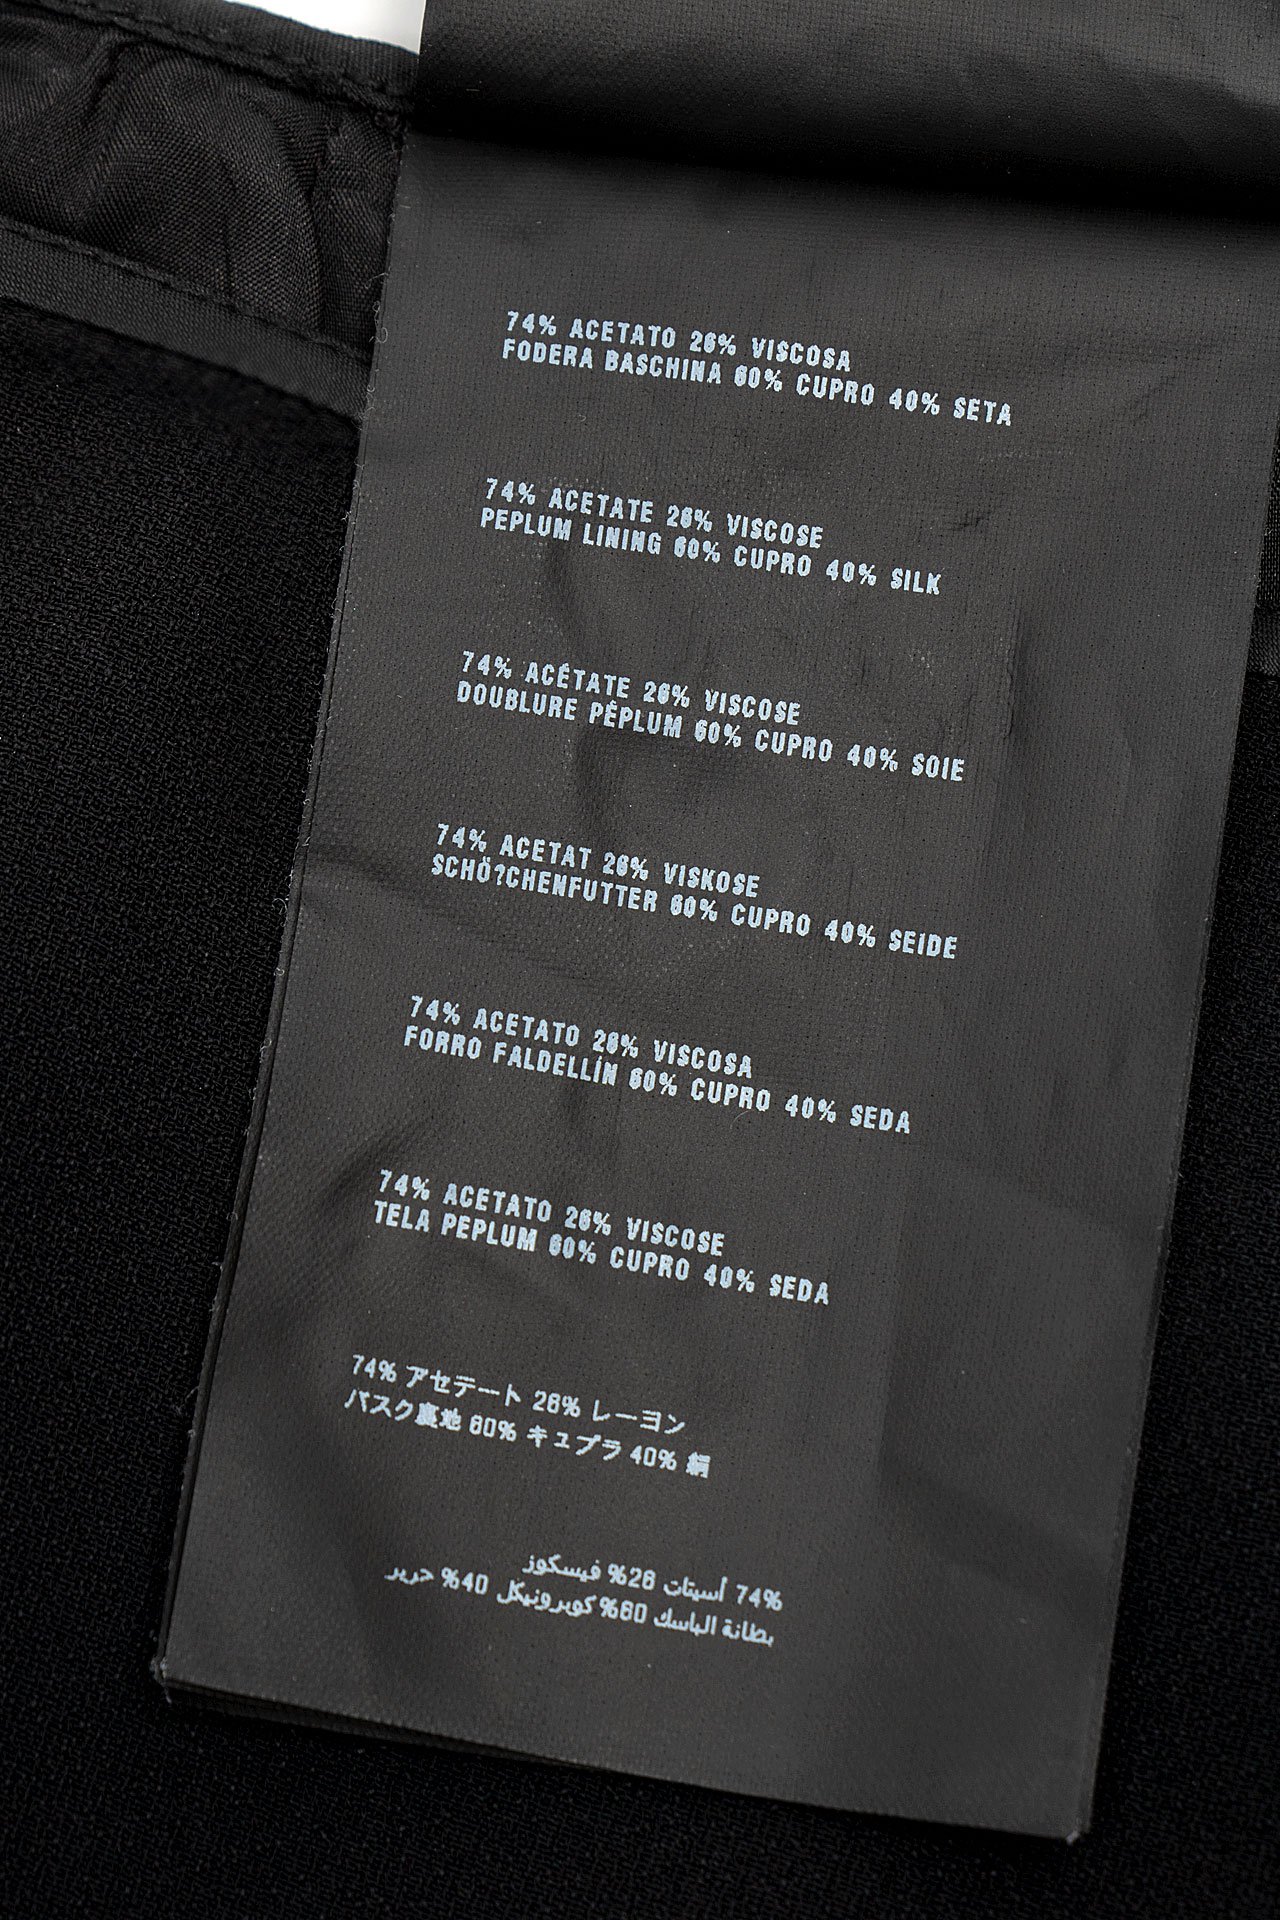 74% ACETATO 26% VISCOSA
FODERA BASCHINA 60% CUPRO 40% SETA
74% ACETATE 26% VISCOSE
PEPLUM LINING 60% CUPRO 40% SILK
74% ACÉTATE 26% VISCOSE
DOUBLURE PÉPLUM 60% CUPRO 40% SOIE
74% ACETAT 26% VISKOSE
SCHÖ?CHENFUTTER 60% CUPRO 40% SEIDE
74% ACETATO 26% VISCOSA
FORRO FALDELLÍN 60% CUPRO 40% SEDA
74% ACETATO 26% VISCOSE
TELA PEPLUM 60% CUPRO 40% SEDA
74% アセテート 26% レーヨン
バスク裏地 60% キュプラ 40% 絹
74% أسيتات 26% فيسكوز
بطانة الباسك 60% كوبرونيكل 40% حرير